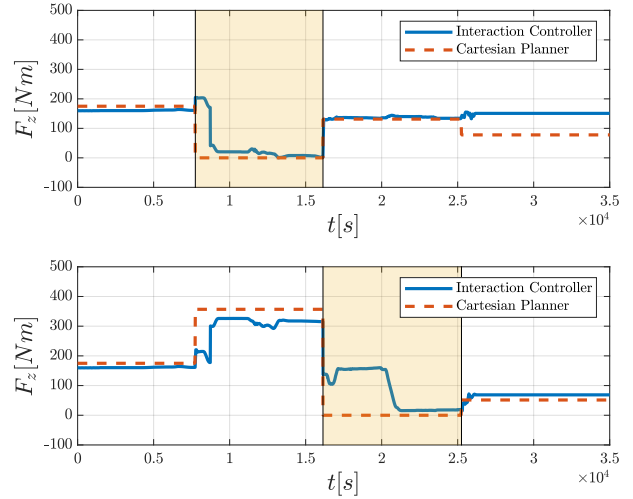 500
400
300
200
100
0
-100
F_z[Nm]
Interaction Controller
Cartesian Planner
0 0.5 1 1.5 2 2.5 3 3.5
×10^4
t[s]
500
400
300
200
100
0
-100
F_z[Nm]
Interaction Controller
Cartesian Planner
0 0.5 1 1.5 2 2.5 3 3.5
×10^4
t[s]